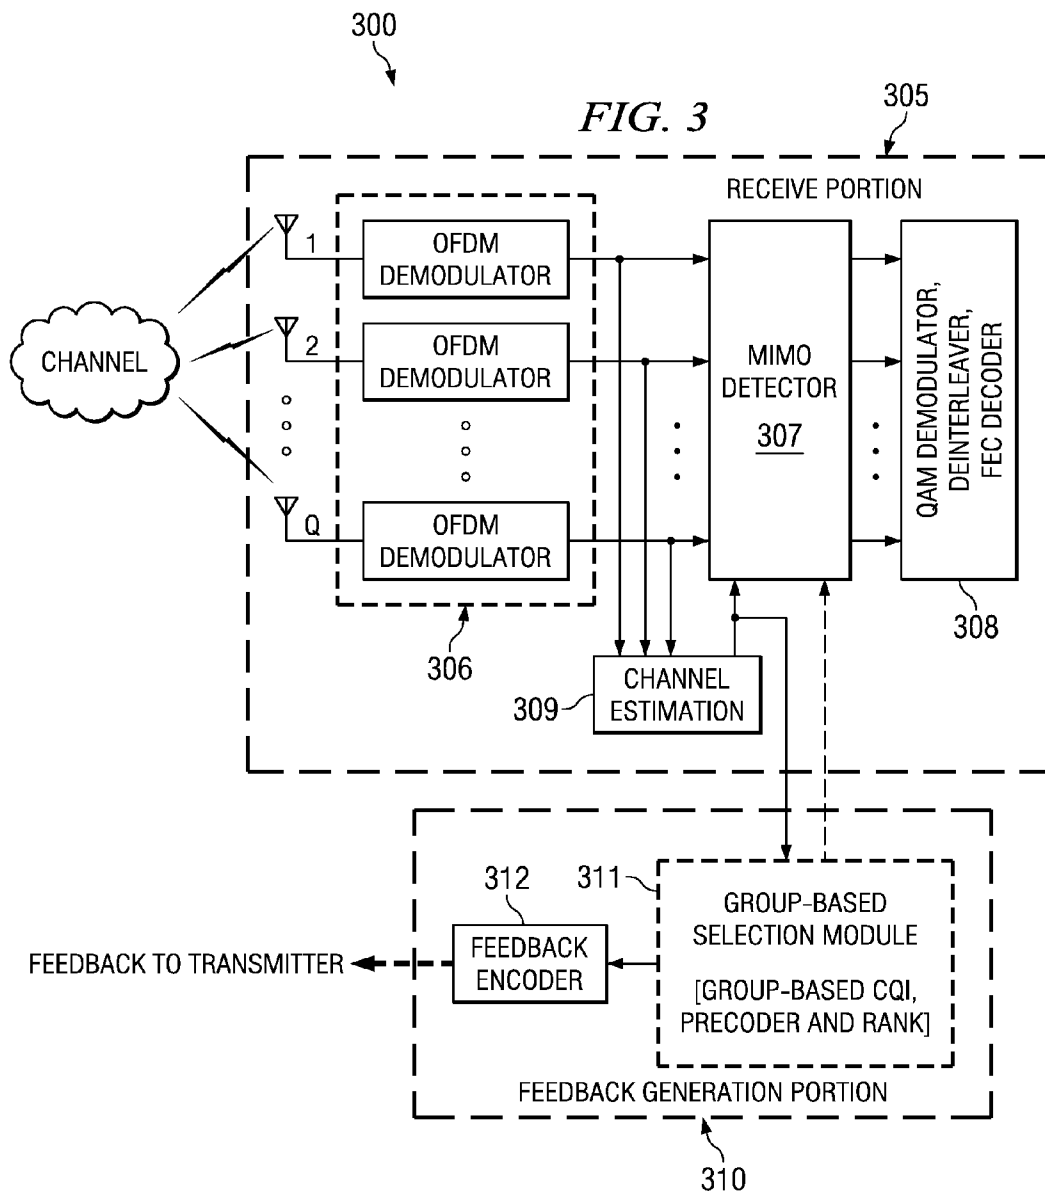 300
FIG. 3
305
RECEIVE PORTION
1
OFDM
DEMODULATOR
2
OFDM
DEMODULATOR
CHANNEL
MIMO
DETECTOR
307
QAM DEMODULATOR,
DEINTERLEAVER,
FEC DECODER
Q
OFDM
DEMODULATOR
306
308
309
CHANNEL
ESTIMATION
312
311
GROUP-BASED
SELECTION MODULE
[GROUP-BASED CQI,
PRECODER AND RANK]
FEEDBACK
ENCODER
FEEDBACK TO TRANSMITTER
FEEDBACK GENERATION PORTION
310